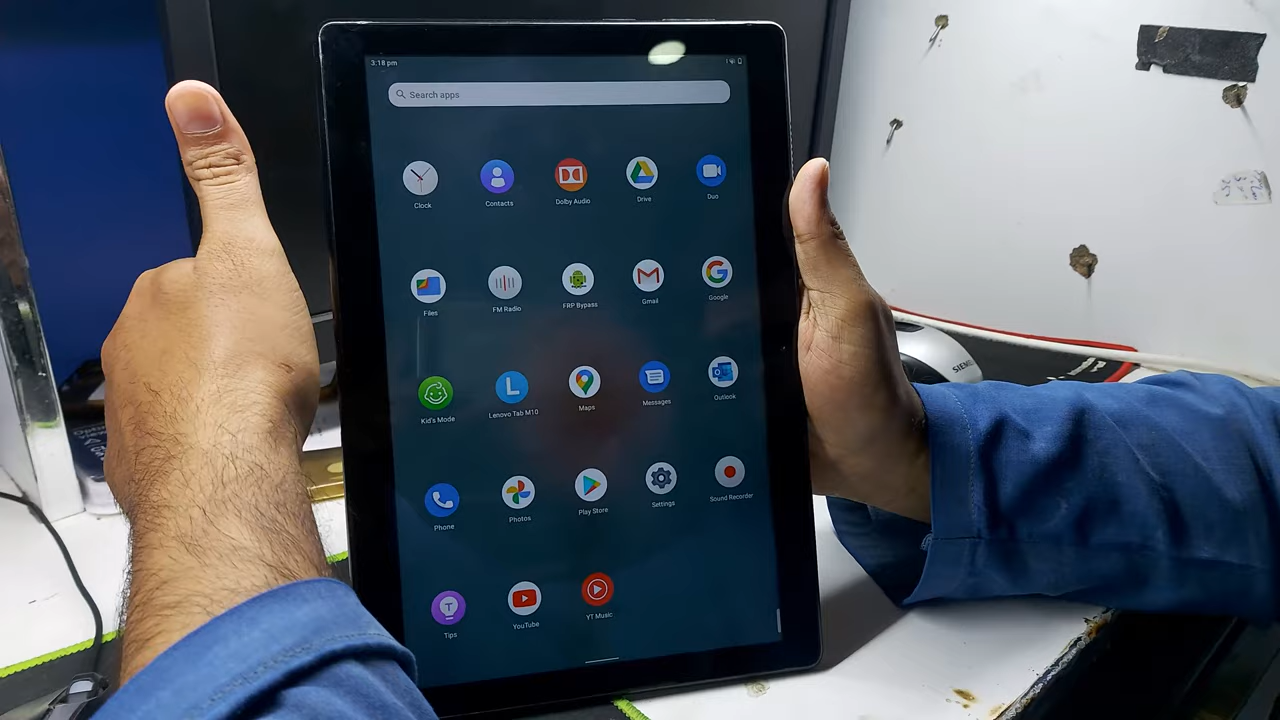 3:18 pm
Search apps
Clock
Contacts
Dolby Audio
Drive
Duo
Files
FM Radio
FRP Bypass
Gmail
Google
Kid's Mode
Lenovo Tab M10
Maps
Messages
Outlook
Phone
Photos
Play Store
Settings
Sound Recorder
Tips
YouTube
YT Music